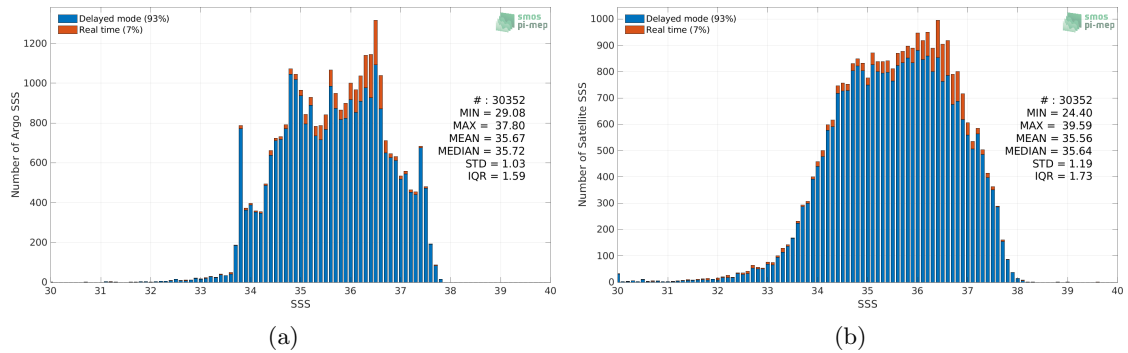 Delayed mode (93%)
Real time (7%)
smos
pi-mep
1200
1000
800
600
400
200
0
Number of Argo SSS
# : 30352
MIN = 29.08
MAX = 37.80
MEAN = 35.67
MEDIAN = 35.72
STD = 1.03
IQR = 1.59
30 31 32 33 34 35 36 37 38 39 40
SSS
(a)
Delayed mode (93%)
Real time (7%)
smos
pi-mep
1000
900
800
700
600
500
400
300
200
100
0
Number of Satellite SSS
# : 30352
MIN = 24.40
MAX = 39.59
MEAN = 35.56
MEDIAN = 35.64
STD = 1.19
IQR = 1.73
30 31 32 33 34 35 36 37 38 39 40
SSS
(b)